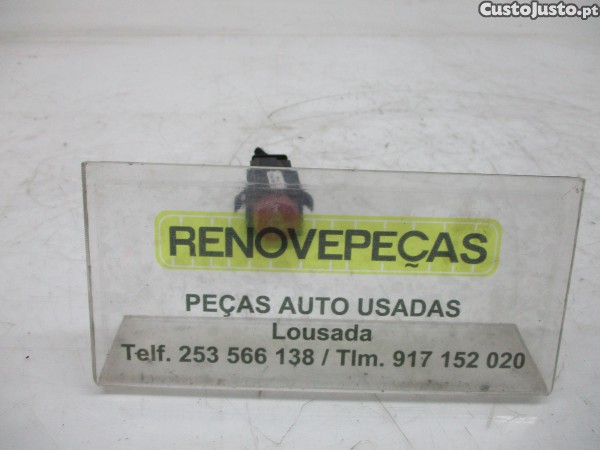 CustoJusto.pt
RENOVEPEÇAS
PEÇAS AUTO USADAS
Lousada
Telf. 253 566 138 / Tlm. 917 152 020